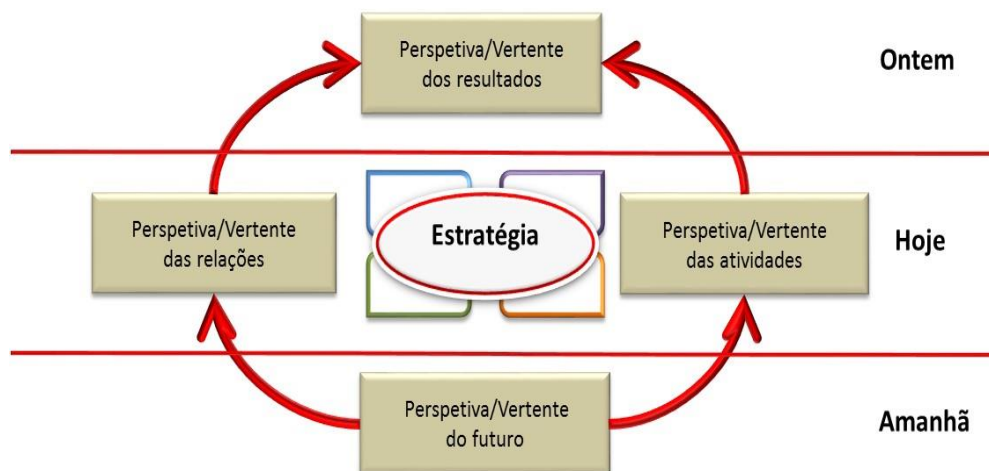 Perspetiva/Vertente
dos resultados
Ontem
Perspetiva/Vertente
das relações
Estratégia
Perspetiva/Vertente
das atividades
Hoje
Perspetiva/Vertente
do futuro
Amanhã